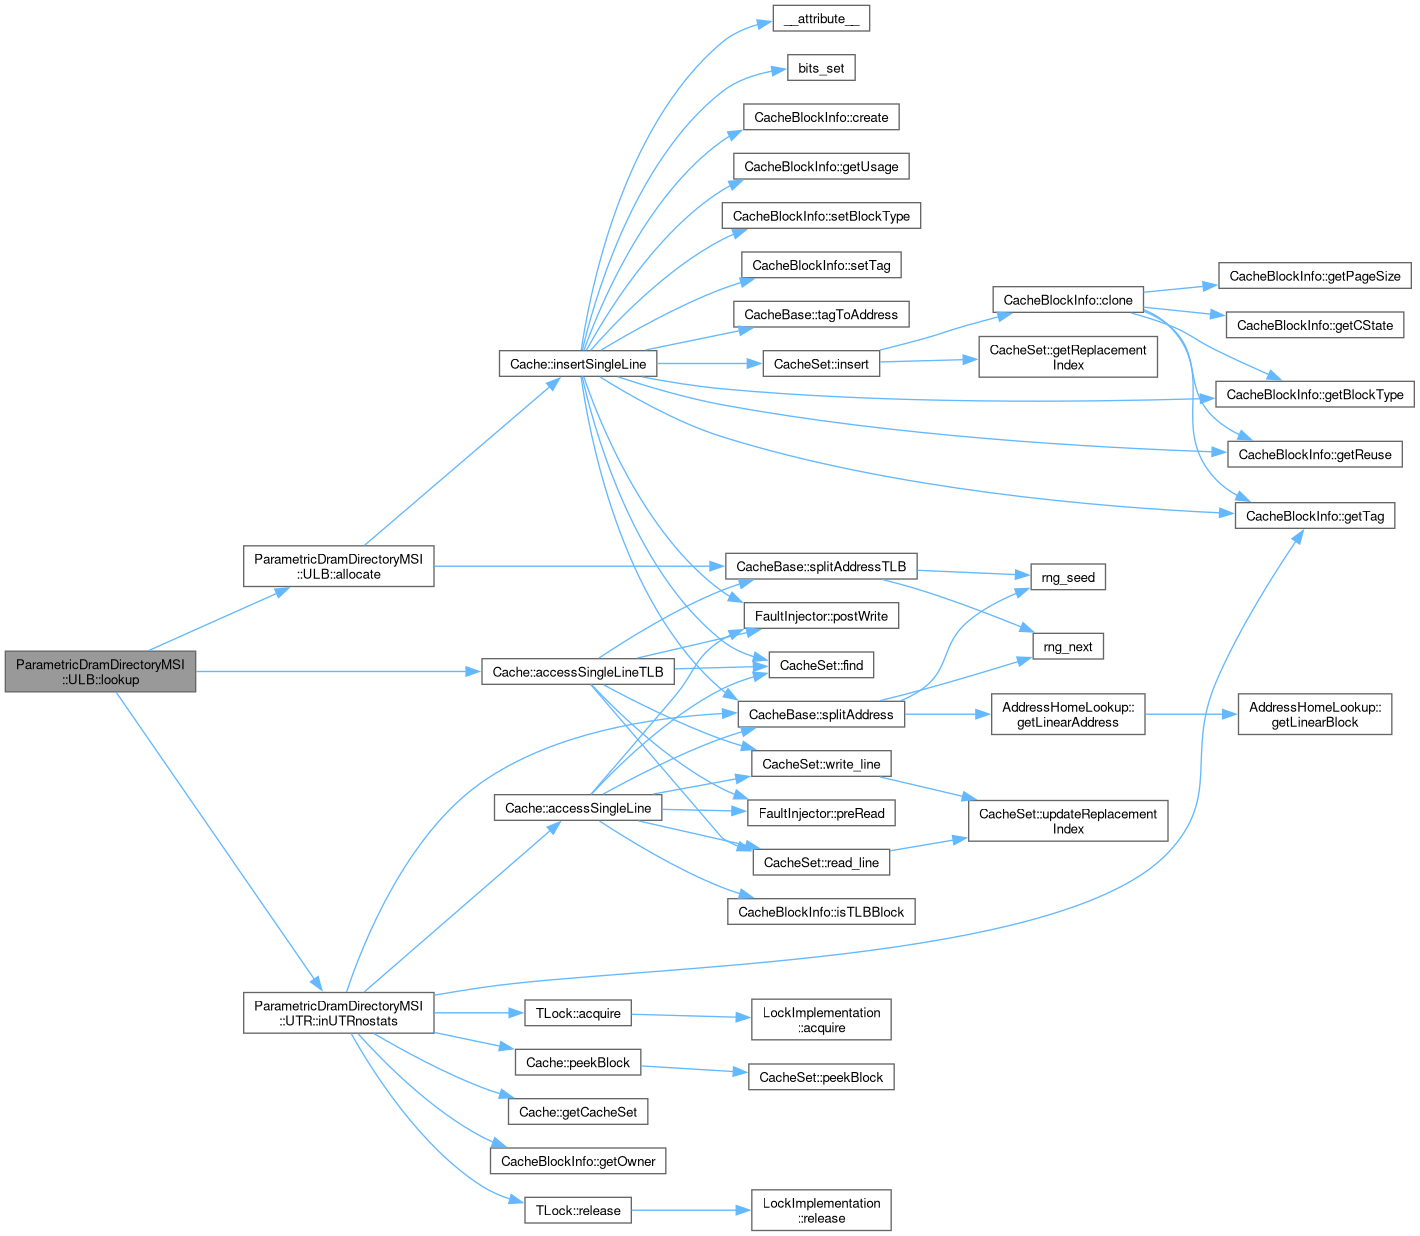 __attribute__
bits_set
CacheBlockInfo::create
CacheBlockInfo::getUsage
CacheBlockInfo::setBlockType
CacheBlockInfo::setTag
CacheBlockInfo::getPageSize
CacheBlockInfo::clone
CacheBase::tagToAddress
CacheBlockInfo::getCState
Cache::insertSingleLine
CacheSet::insert
CacheSet::getReplacement
Index
CacheBlockInfo::getBlockType
CacheBlockInfo::getReuse
CacheBlockInfo::getTag
ParametricDramDirectoryMSI
::ULB::allocate
CacheBase::splitAddressTLB
rng_seed
FaultInjector::postWrite
rng_next
ParametricDramDirectoryMSI
::ULB::lookup
Cache::accessSingleLineTLB
CacheSet::find
CacheBase::splitAddress
AddressHomeLookup::
getLinearAddress
AddressHomeLookup::
getLinearBlock
CacheSet::write_line
Cache::accessSingleLine
FaultInjector::preRead
CacheSet::updateReplacement
Index
CacheSet::read_line
CacheBlockInfo::isTLBBlock
ParametricDramDirectoryMSI
::UTR::inUTRnostats
TLock::acquire
LockImplementation
::acquire
Cache::peekBlock
CacheSet::peekBlock
Cache::getCacheSet
CacheBlockInfo::getOwner
TLock::release
LockImplementation
::release